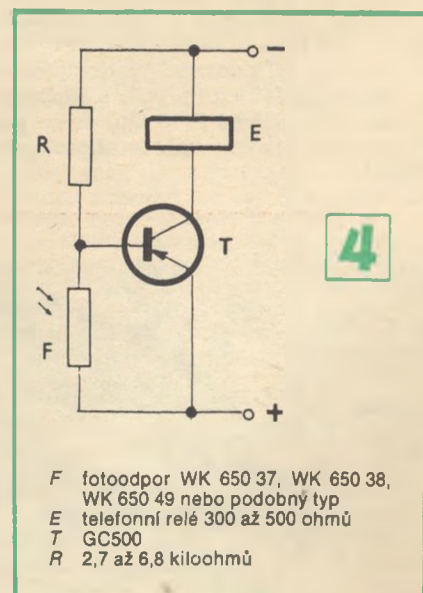 −
R
E
T
4
F
+
F fotoodpor WK 650 37, WK 650 38,
WK 650 49 nebo podobný typ
E telefonní relé 300 až 500 ohmů
T GC500
R 2,7 až 6,8 kiloohmů